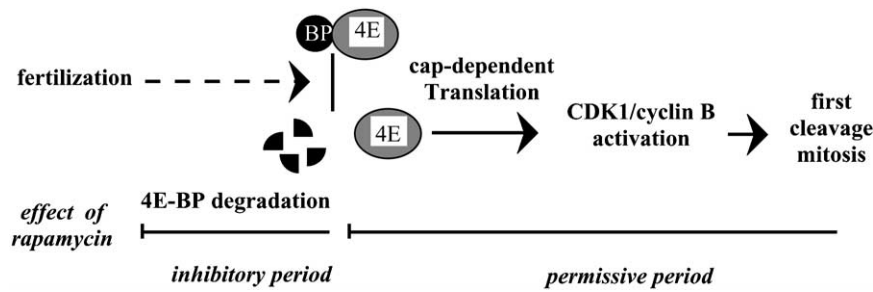 BP 4E
fertilization
cap-dependent
Translation
4E
CDK1/cyclin B
activation
first
cleavage
mitosis
4E-BP degradation
effect of
rapamycin
inhibitory period
permissive period